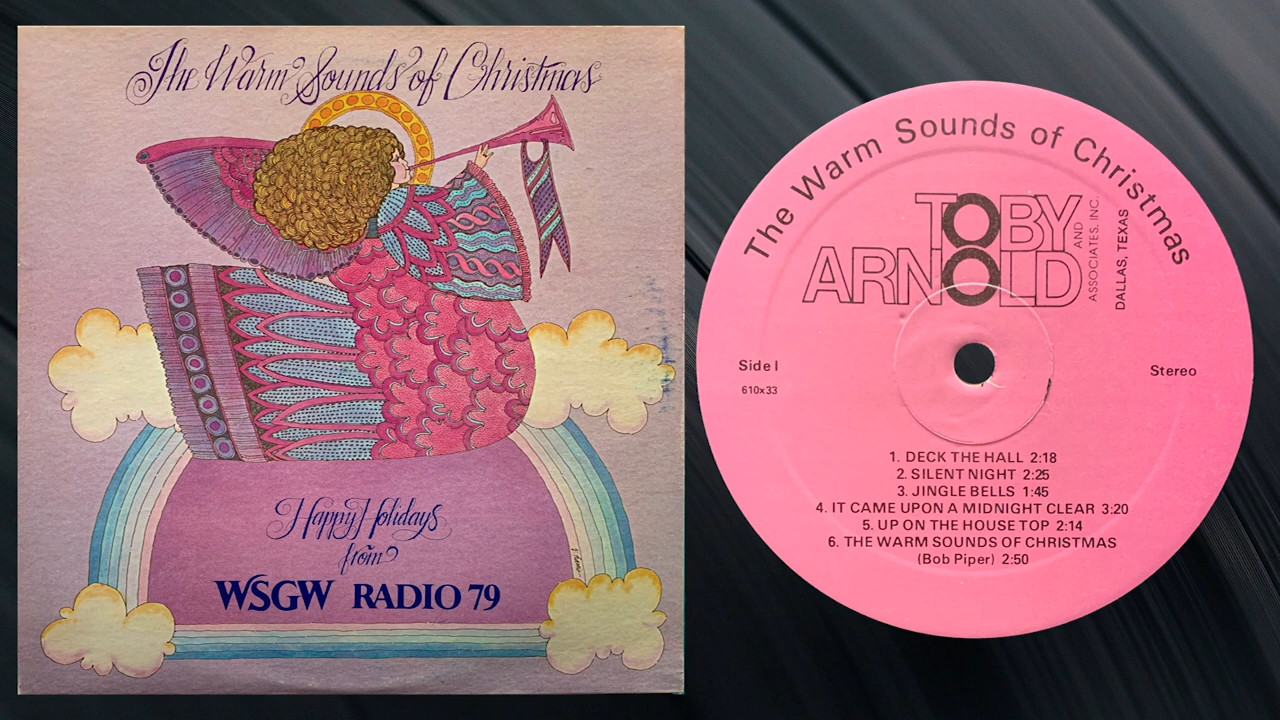 The Warm Sounds of Christmas
Happy Holidays
from
WSGW RADIO 79
The Warm Sounds of Christmas
TOBY
ARNOLD
AND
ASSOCIATES, INC.
DALLAS, TEXAS
Side I
610x33
Stereo
1. DECK THE HALL 2:18
2. SILENT NIGHT 2:25
3. JINGLE BELLS 1:45
4. IT CAME UPON A MIDNIGHT CLEAR 3:20
5. UP ON THE HOUSE TOP 2:14
6. THE WARM SOUNDS OF CHRISTMAS
(Bob Piper) 2:50